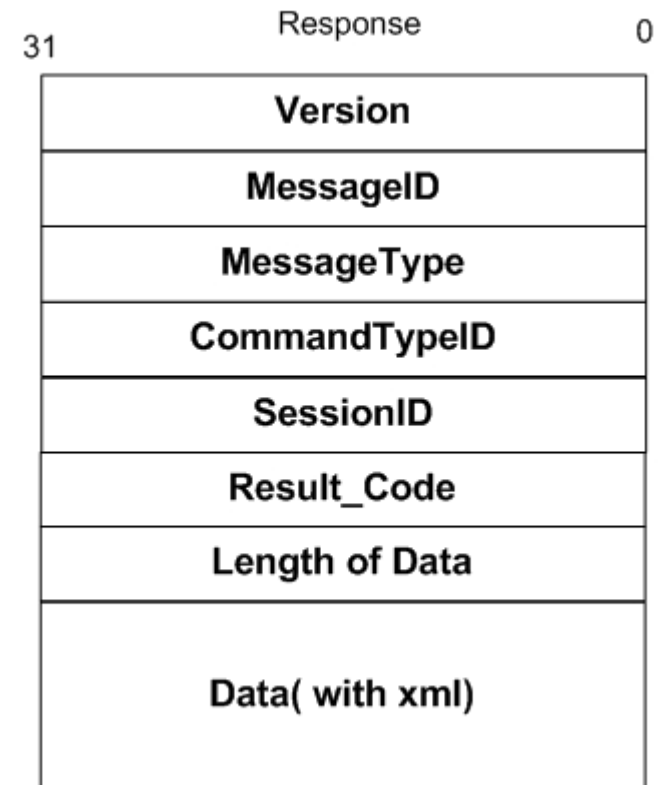 Response
31 0
Version
MessageID
MessageType
CommandTypeID
SessionID
Result_Code
Length of Data
Data( with xml)